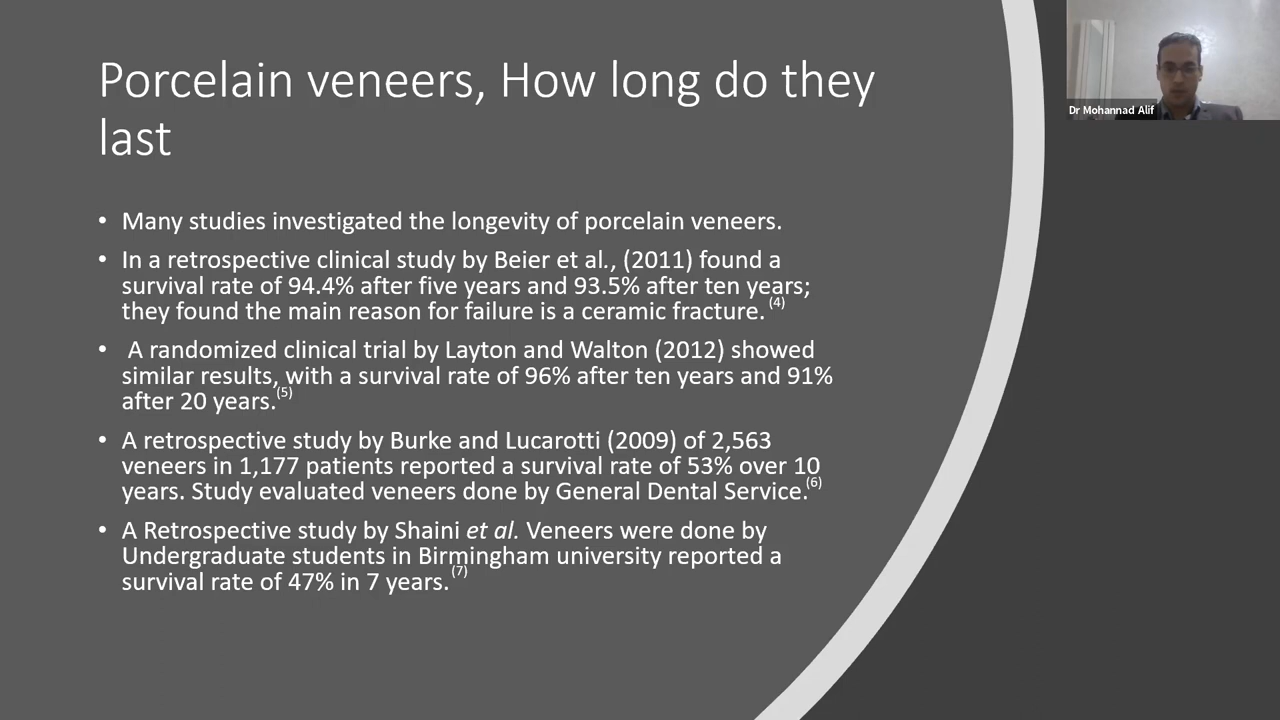 Porcelain veneers, How long do they
last
• Many studies investigated the longevity of porcelain veneers.
• In a retrospective clinical study by Beier et al., (2011) found a
survival rate of 94.4% after five years and 93.5% after ten years;
they found the main reason for failure is a ceramic fracture. (4)
• A randomized clinical trial by Layton and Walton (2012) showed
similar results, with a survival rate of 96% after ten years and 91%
after 20 years.(5)
• A retrospective study by Burke and Lucarotti (2009) of 2,563
veneers in 1,177 patients reported a survival rate of 53% over 10
years. Study evaluated veneers done by General Dental Service.(6)
• A Retrospective study by Shaini et al. Veneers were done by
Undergraduate students in Birmingham university reported a
survival rate of 47% in 7 years.(7)
Dr Mohannad Alif